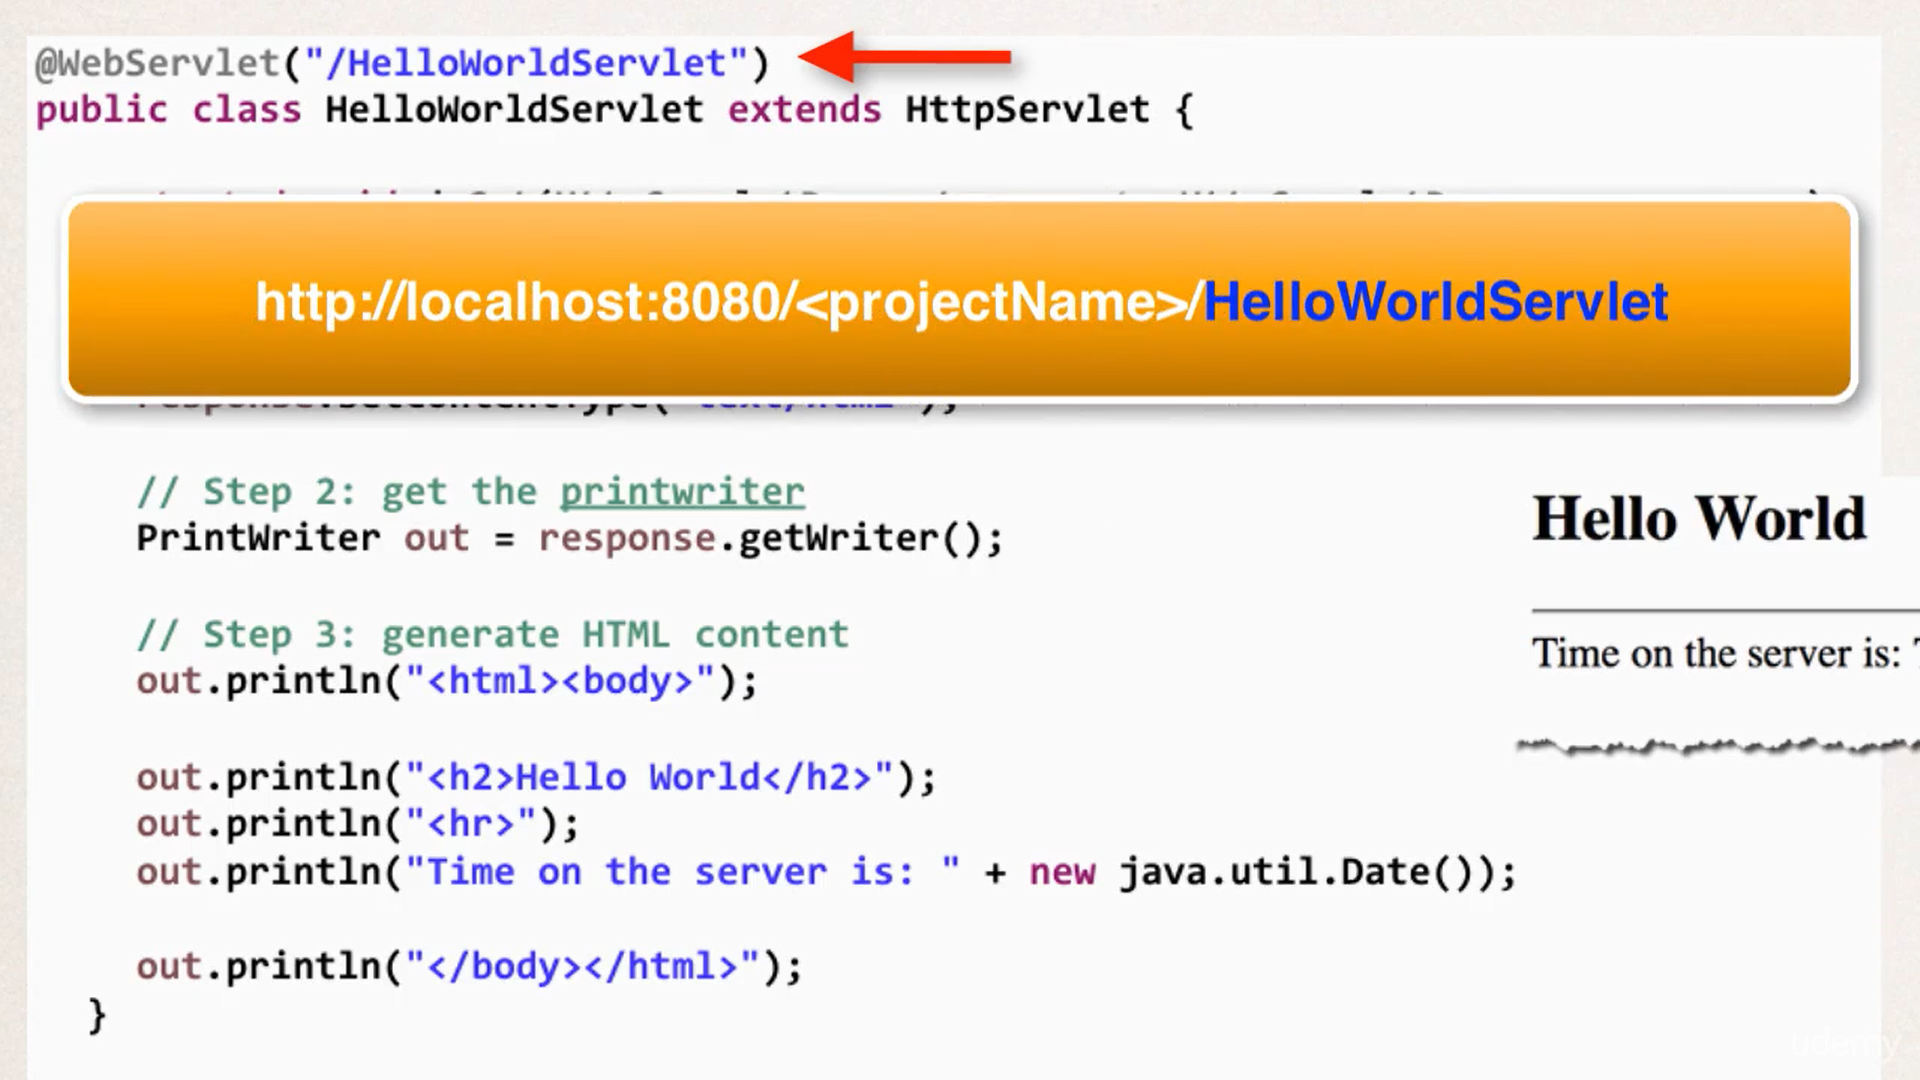 @WebServlet("/HelloWorldServlet")
public class HelloWorldServlet extends HttpServlet {
http://localhost:8080/<projectName>/HelloWorldServlet
// Step 2: get the printwriter
PrintWriter out = response.getWriter();
// Step 3: generate HTML content
out.println("<html><body>");
out.println("<h2>Hello World</h2>");
out.println("<hr>");
out.println("Time on the server is: " + new java.util.Date());
out.println("</body></html>");
}
Hello World
Time on the server is:
udemy